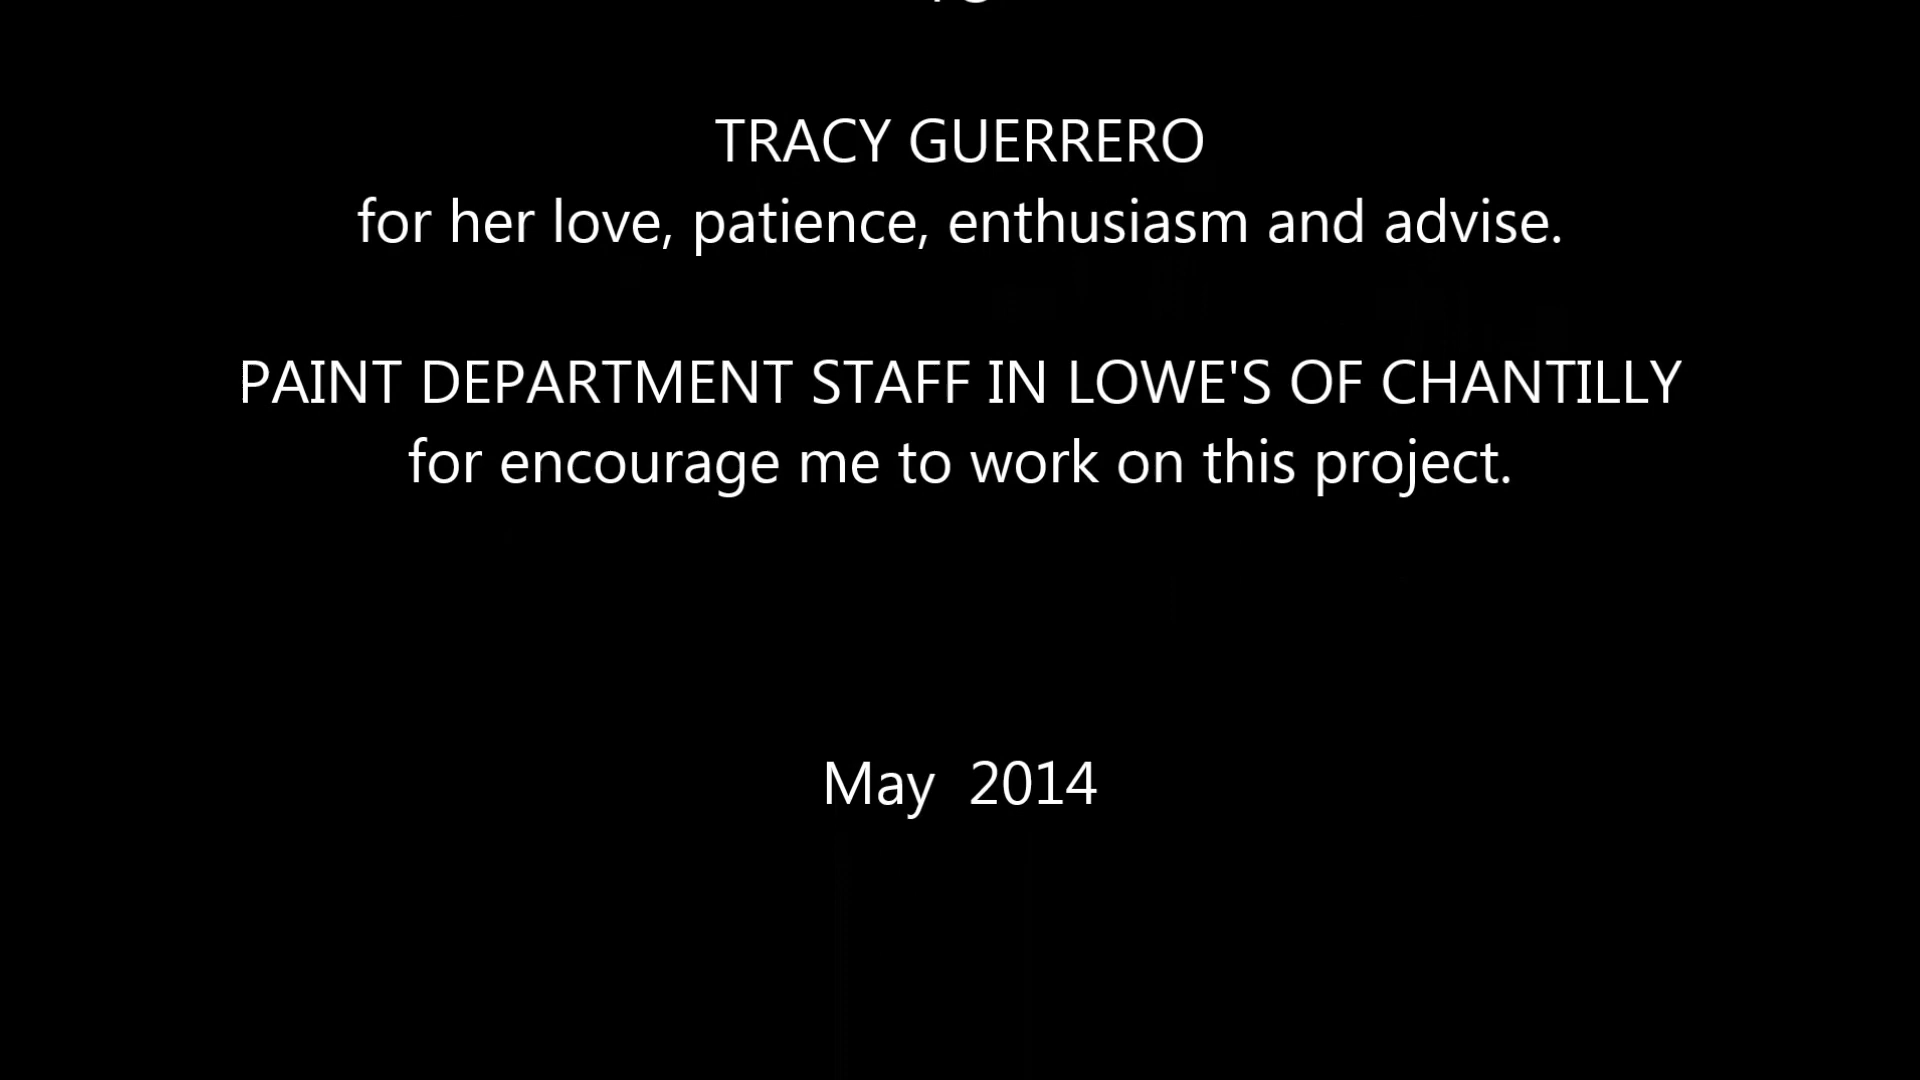 TRACY GUERRERO
for her love, patience, enthusiasm and advise.
PAINT DEPARTMENT STAFF IN LOWE'S OF CHANTILLY
for encourage me to work on this project.
May  2014